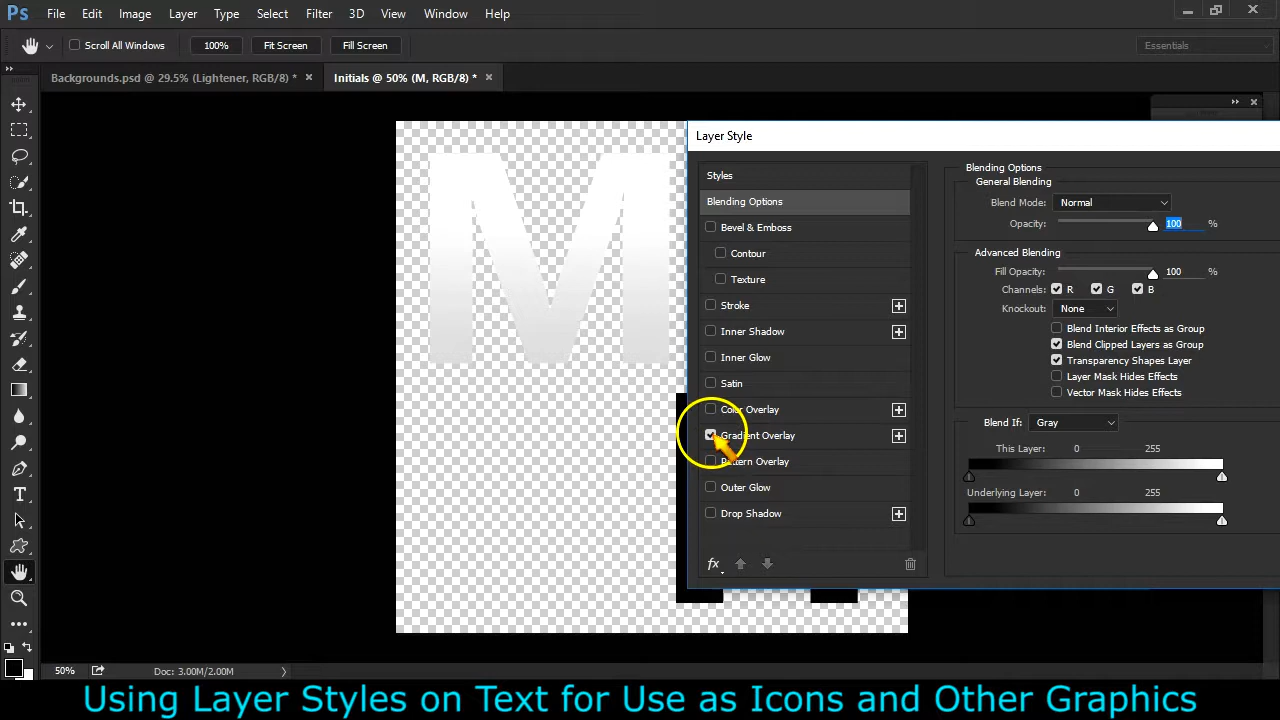 Ps File Edit Image Layer Type Select Filter 3D View Window Help
Scroll All Windows 100% Fit Screen Fill Screen Essentials
Backgrounds.psd @ 29.5% (Lightener, RGB/8) * Initials @ 50% (M, RGB/8) *
M
Layer Style
Styles
Blending Options
Bevel & Emboss
Contour
Texture
Stroke
Inner Shadow
Inner Glow
Satin
Color Overlay
Gradient Overlay
Pattern Overlay
Outer Glow
Drop Shadow
fx
Blending Options
General Blending
Blend Mode: Normal
Opacity: 100 %
Advanced Blending
Fill Opacity: 100 %
Channels: R G B
Knockout: None
Blend Interior Effects as Group
Blend Clipped Layers as Group
Transparency Shapes Layer
Layer Mask Hides Effects
Vector Mask Hides Effects
Blend If: Gray
This Layer: 0 255
Underlying Layer: 0 255
50% Doc: 3.00M/2.00M
Using Layer Styles on Text for Use as Icons and Other Graphics